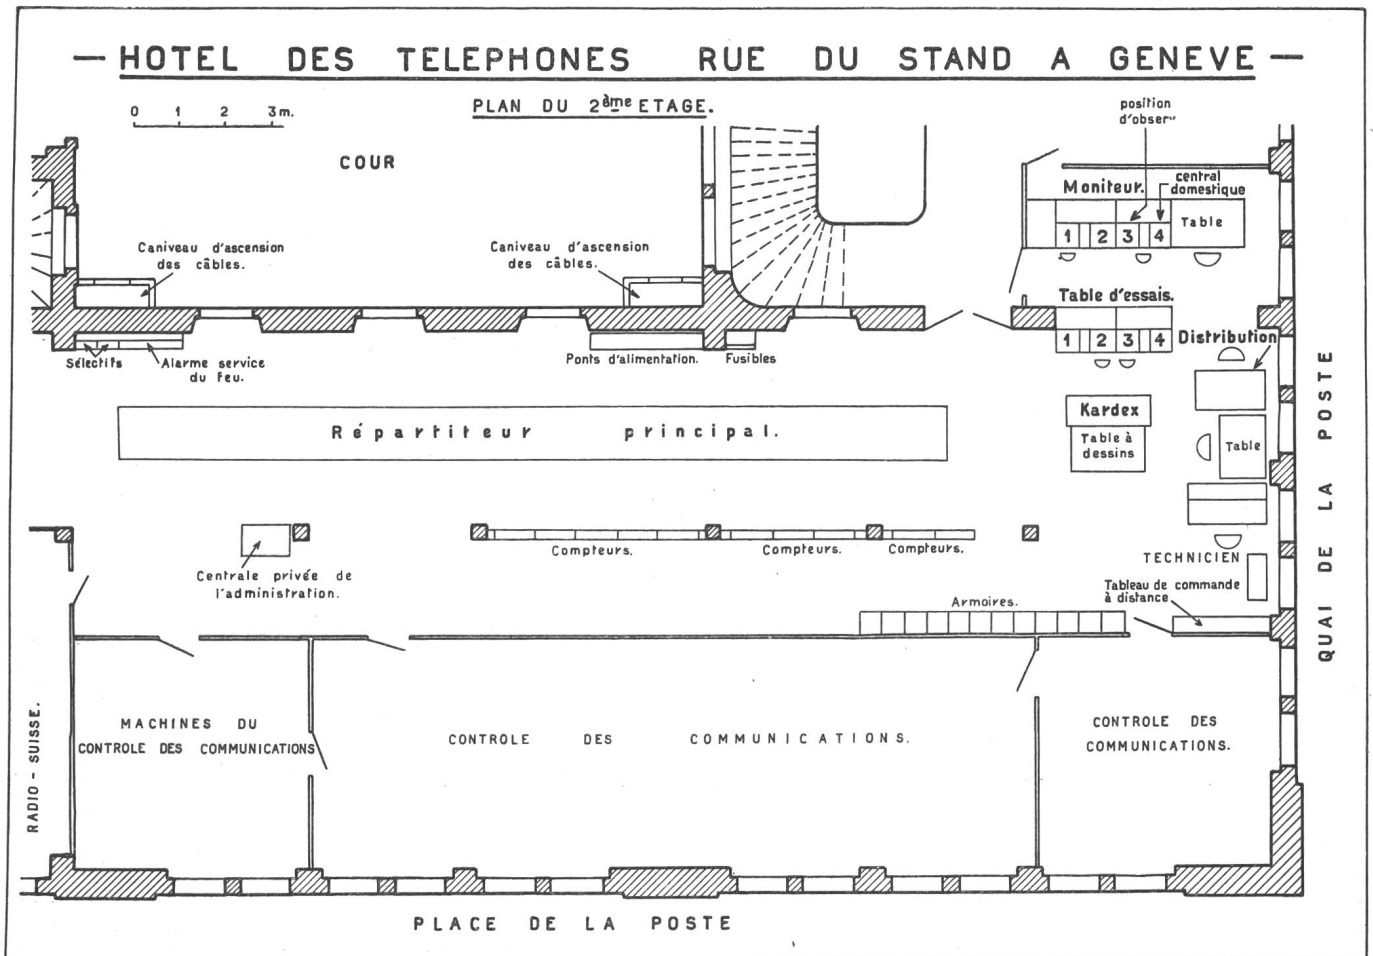 — HOTEL DES TELEPHONES RUE DU STAND A GENEVE —
PLAN DU 2ème ETAGE.
0 1 2 3 m.
COUR
position
d'obser
Moniteur.
central
domestique
1 2 3 4
Table
Caniveau d'ascension
des câbles.
Caniveau d'ascension
des câbles.
Table d'essais.
1 2 3 4
Distribution
Sélectifs
Alarme service
du feu.
Ponts d'alimentation.
Fusibles
Répartiteur principal.
Kardex
Table à
dessins
Table
QUAI DE LA POSTE
Compteurs.
Compteurs.
Compteurs.
Centrale privée de
l'administration.
TECHNICIEN
Tableau de commande
à distance
Armoires.
RADIO - SUISSE.
MACHINES DU
CONTROLE DES COMMUNICATIONS
CONTROLE DES COMMUNICATIONS.
CONTROLE DES
COMMUNICATIONS.
PLACE DE LA POSTE